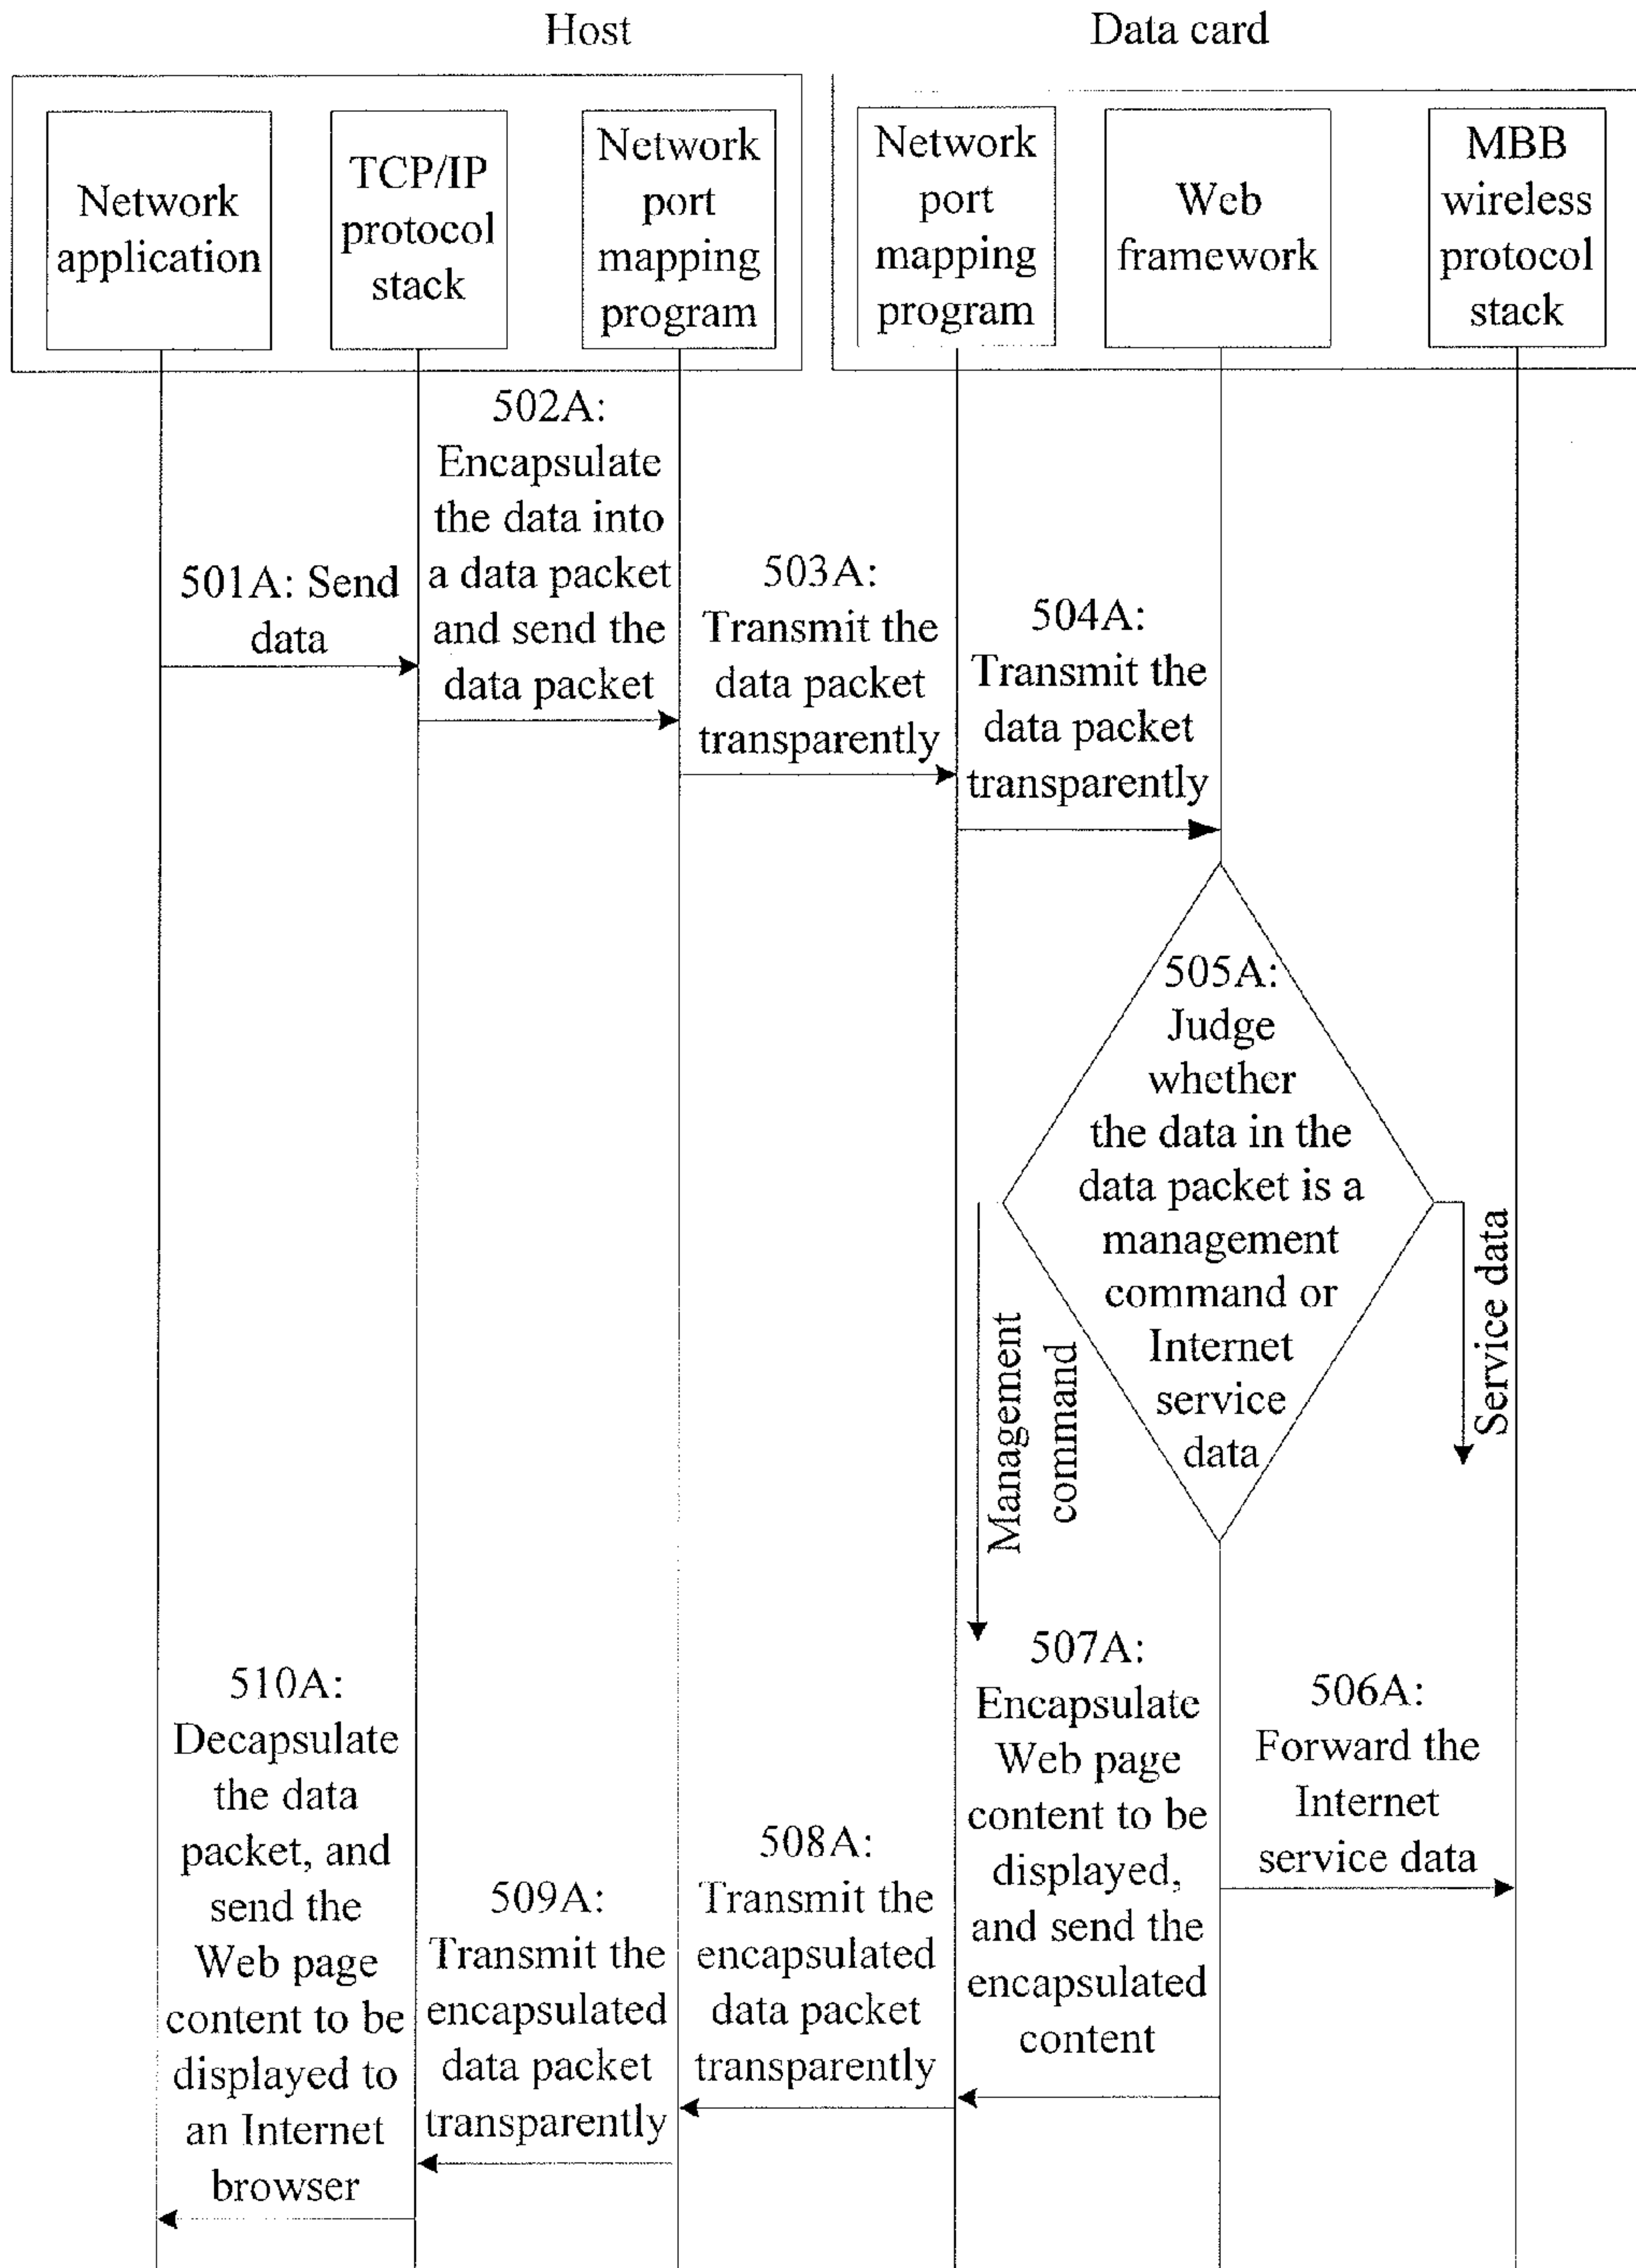 Host
Data card
Network
application
TCP/IP
protocol
stack
Network
port
mapping
program
Network
port
mapping
program
Web
framework
MBB
wireless
protocol
stack
501A: Send
data
502A:
Encapsulate
the data into
a data packet
and send the
data packet
503A:
Transmit the
data packet
transparently
504A:
Transmit the
data packet
transparently
505A:
Judge
whether
the data in the
data packet is a
management
command or
Internet
service
data
Management
command
Service data
506A:
Forward the
Internet
service data
507A:
Encapsulate
Web page
content to be
displayed,
and send the
encapsulated
content
508A:
Transmit the
encapsulated
data packet
transparently
509A:
Transmit the
encapsulated
data packet
transparently
510A:
Decapsulate
the data
packet, and
send the
Web page
content to be
displayed to
an Internet
browser